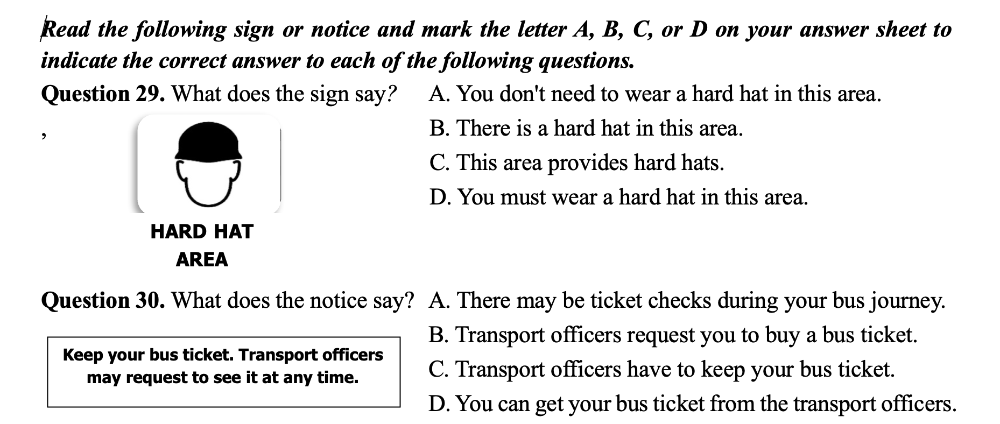 Read the following sign or notice and mark the letter A, B, C, or D on your answer sheet to
indicate the correct answer to each of the following questions.
Question 29. What does the sign say?
A. You don't need to wear a hard hat in this area.
,
B. There is a hard hat in this area.
C. This area provides hard hats.
D. You must wear a hard hat in this area.
HARD HAT
AREA
Question 30. What does the notice say?
A. There may be ticket checks during your bus journey.
B. Transport officers request you to buy a bus ticket.
Keep your bus ticket. Transport officers
may request to see it at any time.
C. Transport officers have to keep your bus ticket.
D. You can get your bus ticket from the transport officers.